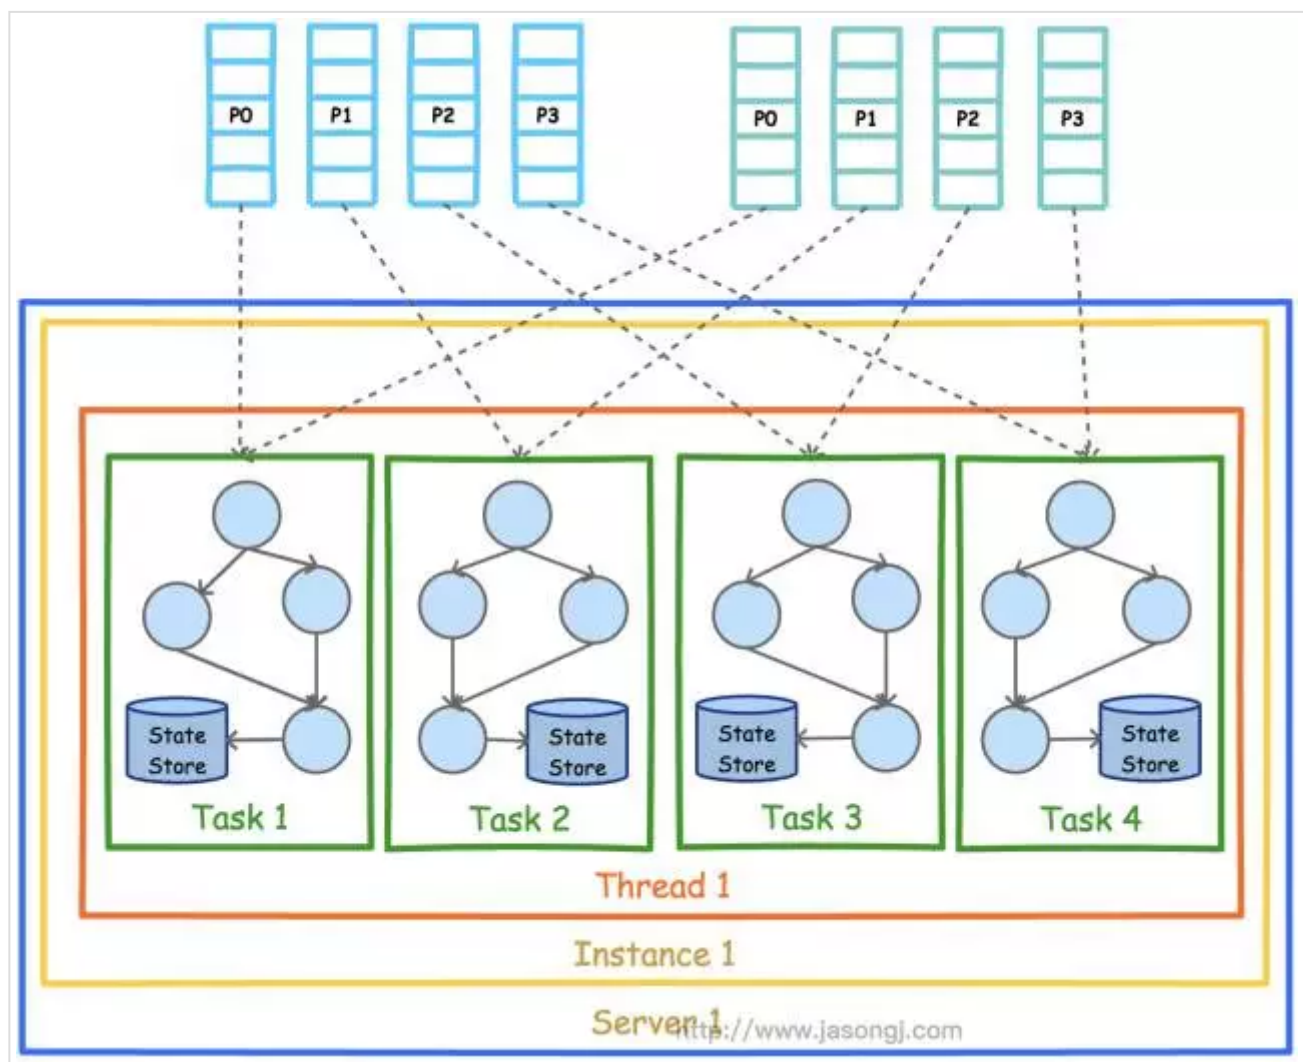 P0 P1 P2 P3 P0 P1 P2 P3
State
Store
State
Store
State
Store
State
Store
Task 1 Task 2 Task 3 Task 4
Thread 1
Instance 1
Server 1
http://www.jasongj.com